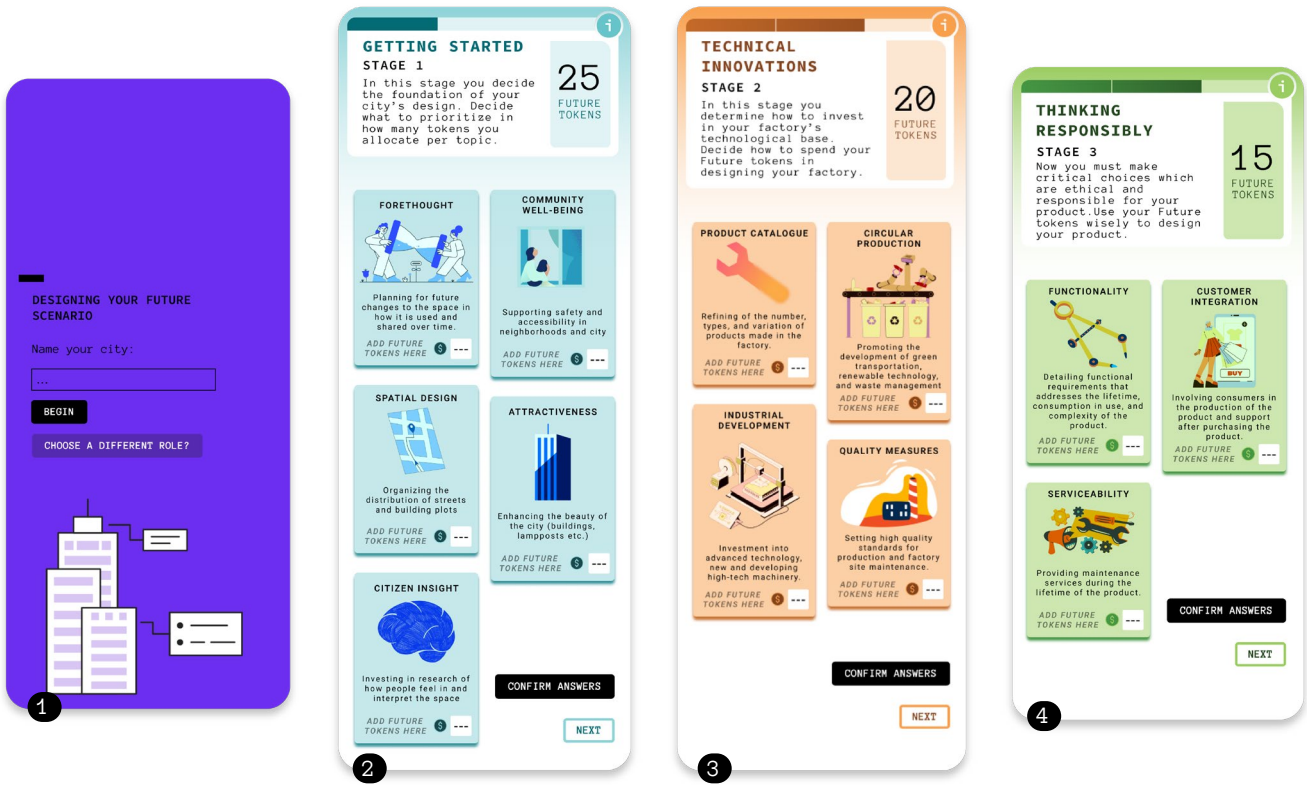 DESIGNING YOUR FUTURE
SCENARIO
Name your city:
...
BEGIN
CHOOSE A DIFFERENT ROLE?
1
i
GETTING STARTED
STAGE 1
In this stage you decide
the foundation of your
city's design. Decide
what to prioritize in
how many tokens you
allocate per topic.
25
FUTURE
TOKENS
FORETHOUGHT
Planning for future
changes to the space in
how it is used and
shared over time.
ADD FUTURE
TOKENS HERE $ ---
COMMUNITY
WELL-BEING
Supporting safety and
accessibility in
neighborhoods and city
ADD FUTURE
TOKENS HERE $ ---
SPATIAL DESIGN
Organizing the
distribution of streets
and building plots
ADD FUTURE
TOKENS HERE $ ---
ATTRACTIVENESS
Enhancing the beauty of
the city (buildings,
lampposts etc.)
ADD FUTURE
TOKENS HERE $ ---
CITIZEN INSIGHT
Investing in research of
how people feel in and
interpret the space
ADD FUTURE
TOKENS HERE $ ---
CONFIRM ANSWERS
NEXT
2
i
TECHNICAL
INNOVATIONS
STAGE 2
In this stage you
determine how to invest
in your factory's
technological base.
Decide how to spend your
Future tokens in
designing your factory.
20
FUTURE
TOKENS
PRODUCT CATALOGUE
Refining of the number,
types, and variation of
products made in the
factory.
ADD FUTURE
TOKENS HERE $ ---
CIRCULAR
PRODUCTION
Promoting the
development of green
transportation,
renewable technology,
and waste management
ADD FUTURE
TOKENS HERE $ ---
INDUSTRIAL
DEVELOPMENT
Investment into
advanced technology,
new and developing
high-tech machinery.
ADD FUTURE
TOKENS HERE $ ---
QUALITY MEASURES
Setting high quality
standards for
production and factory
site maintenance.
ADD FUTURE
TOKENS HERE $ ---
CONFIRM ANSWERS
NEXT
3
i
THINKING
RESPONSIBLY
STAGE 3
Now you must make
critical choices which
are ethical and
responsible for your
product.Use your Future
tokens wisely to design
your product.
15
FUTURE
TOKENS
FUNCTIONALITY
Detailing functional
requirements that
addresses the lifetime,
consumption in use, and
complexity of the
product.
ADD FUTURE
TOKENS HERE $ ---
CUSTOMER
INTEGRATION
BUY
Involving consumers in
the production of the
product and support
after purchasing the
product.
ADD FUTURE
TOKENS HERE $ ---
SERVICEABILITY
Providing maintenance
services during the
lifetime of the product.
ADD FUTURE
TOKENS HERE $ ---
CONFIRM ANSWERS
NEXT
4